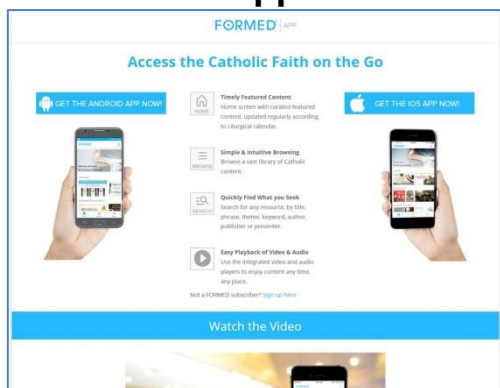 FORMED APP
Access the Catholic Faith on the Go
GET THE ANDROID APP NOW!
HOME
Timely Featured Content
Home screen with curated featured
content, updated regularly according
to Liturgical calendar.
GET THE IOS APP NOW!
BROWSE
Simple & Intuitive Browsing
Browse a vast library of Catholic
content.
SEARCH
Quickly Find What you Seek
Search for any resource, by title,
phrase, theme, keyword, author,
publisher or presenter.
Easy Playback of Video & Audio
Use the integrated video and audio
players to enjoy content any time,
any place.
Not a FORMED subscriber? Sign up here
Watch the Video